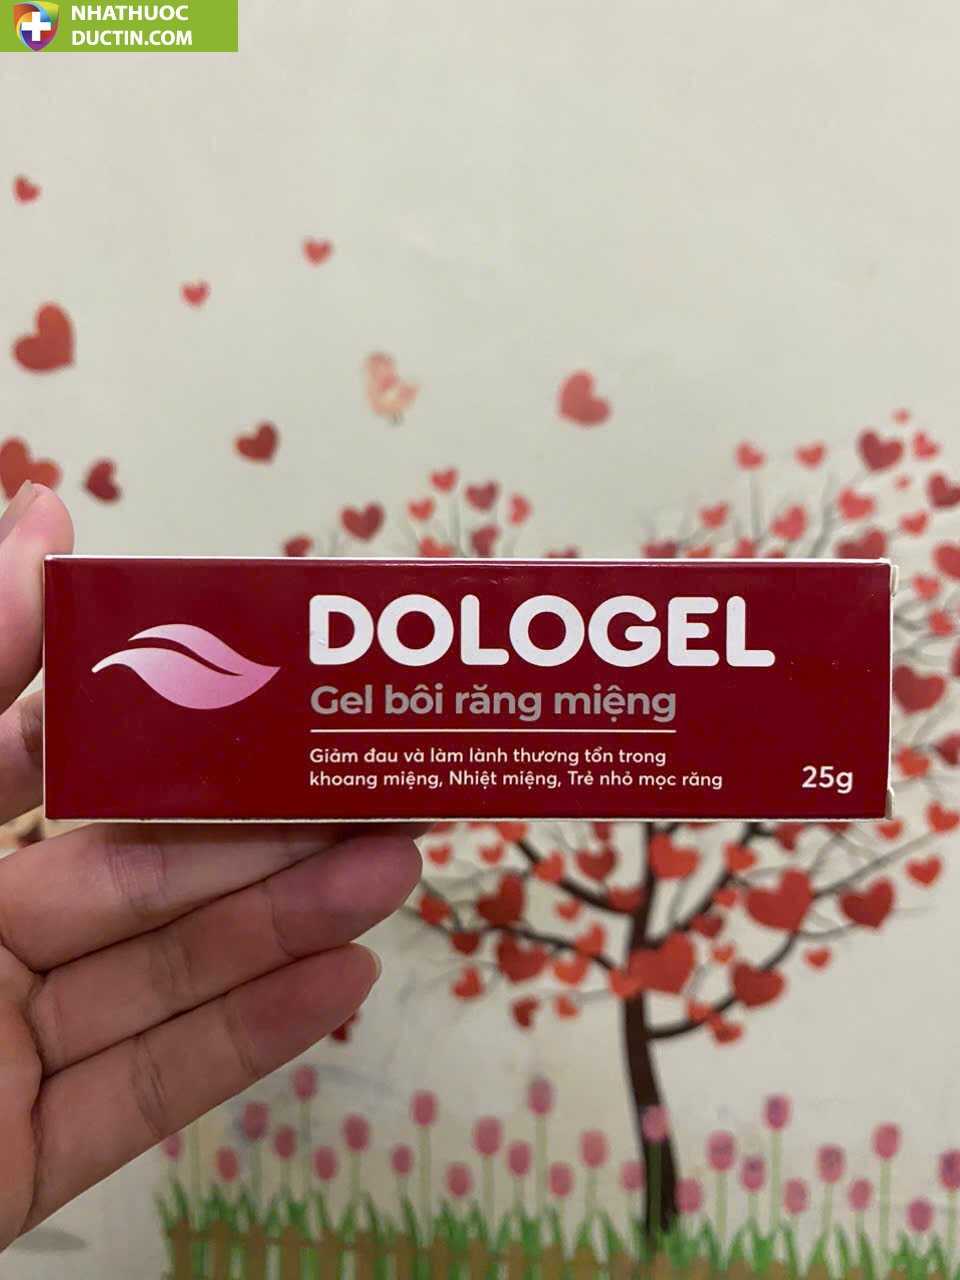 NHATHUOC
DUCTIN.COM
DOLOGEL
Gel bôi răng miệng
Giảm đau và làm lành thương tổn trong
khoang miệng, Nhiệt miệng, Trẻ nhỏ mọc răng
25g